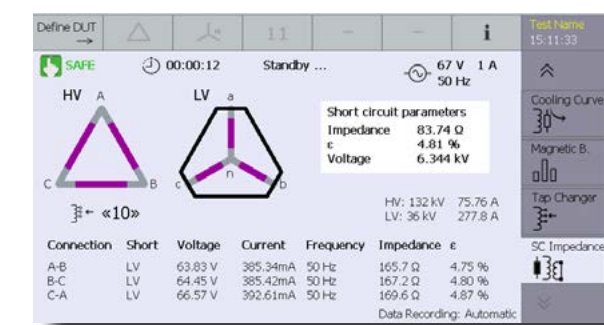 Define DUT
11
i
Test Name
15:11:33
SAFE
00:00:12
Standby ...
67 V 1 A
50 Hz
HV
A
C
B
LV
a
c
n
b
«10»
Short circuit parameters
Impedance 83.74 Ω
ε 4.81 %
Voltage 6.344 kV
HV: 132 kV 75.76 A
LV: 36 kV 277.8 A
Connection Short Voltage Current Frequency Impedance ε
A-B LV 63.83 V 385.34mA 50 Hz 165.7 Ω 4.75 %
B-C LV 64.45 V 385.42mA 50 Hz 167.2 Ω 4.80 %
C-A LV 66.57 V 392.61mA 50 Hz 169.6 Ω 4.87 %
Data Recording: Automatic
Cooling Curve
Magnetic B.
Tap Changer
SC Impedance